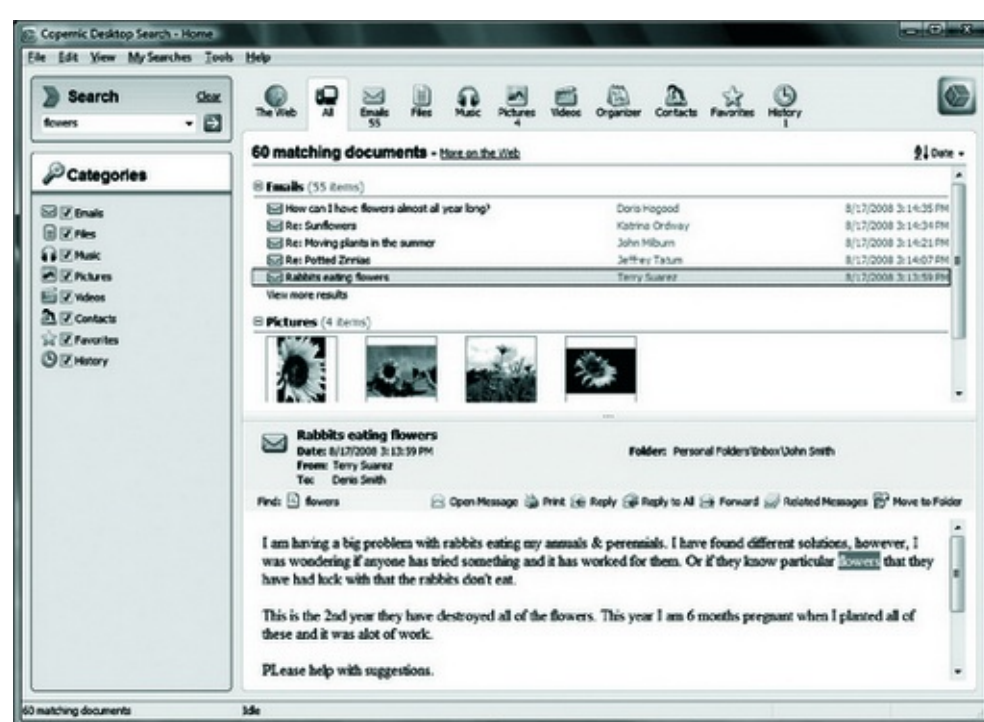 Copernic Desktop Search - Home
File Edit View My Searches Tools Help
Search Clear
flowers
The Web All Emails Files Music Pictures Videos Organizer Contacts Favorites History
55 4 1
60 matching documents - More on the Web Date
Categories
Emails
Files
Music
Pictures
Videos
Contacts
Favorites
History
Emails (55 items)
How can I have flowers almost all year long? Doris Hogood 8/17/2008 3:14:35 PM
Re: Sunflowers Katrina Ordway 8/17/2008 3:14:34 PM
Re: Moving plants in the summer John Milburn 8/17/2008 3:14:21 PM
Re: Potted Zinnias Jeffrey Tatum 8/17/2008 3:14:07 PM
Rabbits eating flowers Terry Suarez 8/17/2008 3:13:59 PM
View more results
Pictures (4 items)
Rabbits eating flowers
Date: 8/17/2008 3:13:59 PM Folder: Personal Folders\Inbox\John Smith
From: Terry Suarez
To: Denis Smith
Find: flowers Open Message Print Reply Reply to All Forward Related Messages Move to Folder
I am having a big problem with rabbits eating my annuals & perennials. I have found different solutions, however, I
was wondering if anyone has tried something and it has worked for them. Or if they know particular flowers that they
have had luck with that the rabbits don't eat.
This is the 2nd year they have destroyed all of the flowers. This year I am 6 months pregnant when I planted all of
these and it was alot of work.
PLease help with suggestions.
60 matching documents Idle